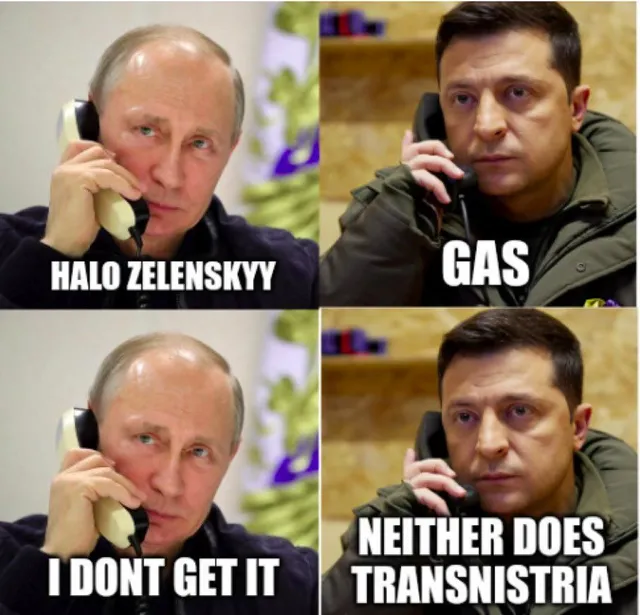 HALO ZELENSKYY
GAS
I DONT GET IT
NEITHER DOES
TRANSNISTRIA